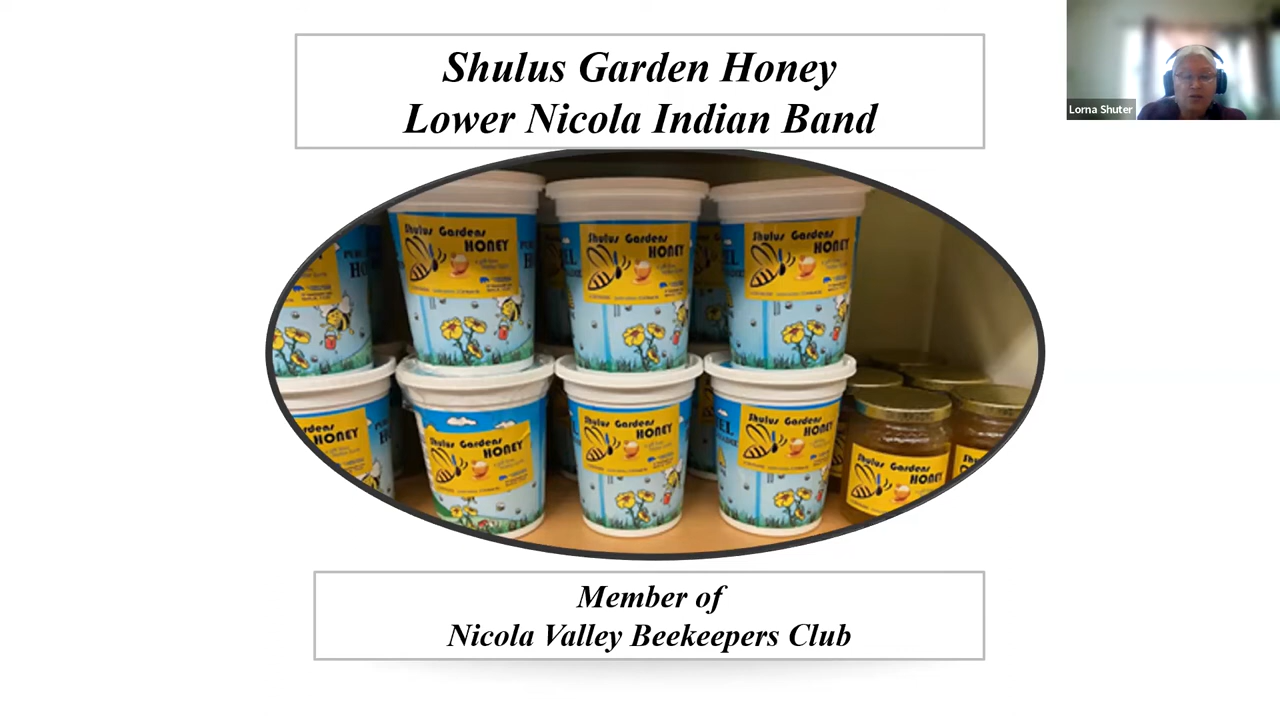 Shulus Garden Honey
Lower Nicola Indian Band
Lorna Shuter
Shulus Gardens
HONEY
Shulus Gardens
HONEY
Shulus Gardens
HONEY
HONEY
Shulus Gardens
HONEY
Shulus Gardens
HONEY
Shulus Gardens
HONEY
Shulus Gardens
HONEY
Member of
Nicola Valley Beekeepers Club